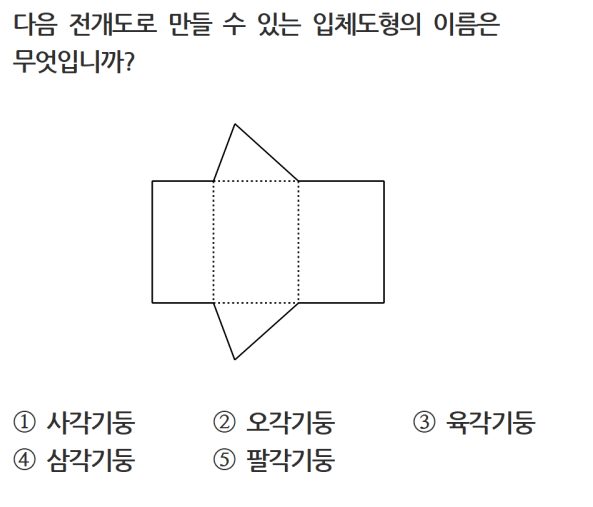 다음 전개도로 만들 수 있는 입체도형의 이름은
무엇입니까?
① 사각기둥 ② 오각기둥 ③ 육각기둥
④ 삼각기둥 ⑤ 팔각기둥